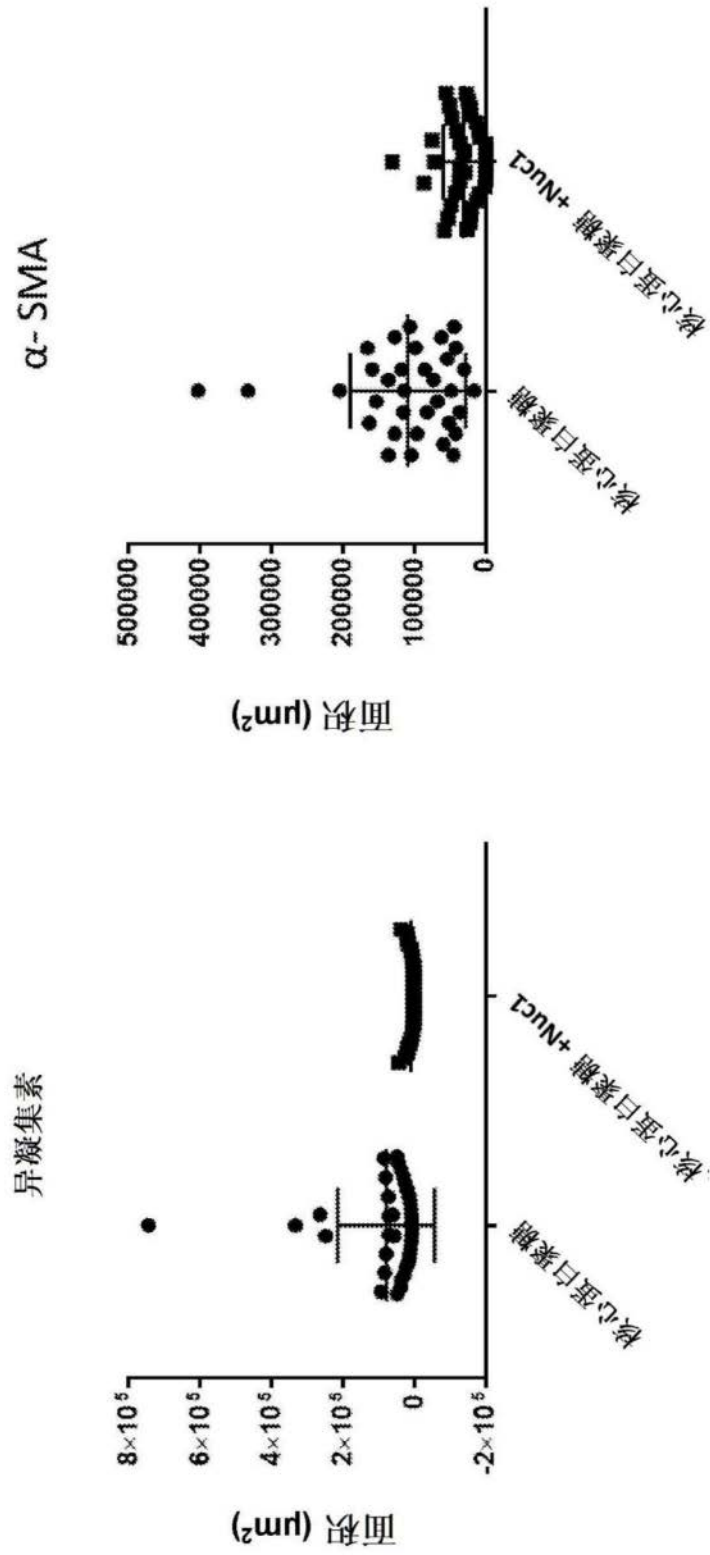 异凝集素
面积 (μm²)
8×10⁵
6×10⁵
4×10⁵
2×10⁵
0
-2×10⁵
核心蛋白聚糖
核心蛋白聚糖 +Nuc1
α- SMA
面积 (μm²)
500000
400000
300000
200000
100000
0
核心蛋白聚糖
核心蛋白聚糖 +Nuc1